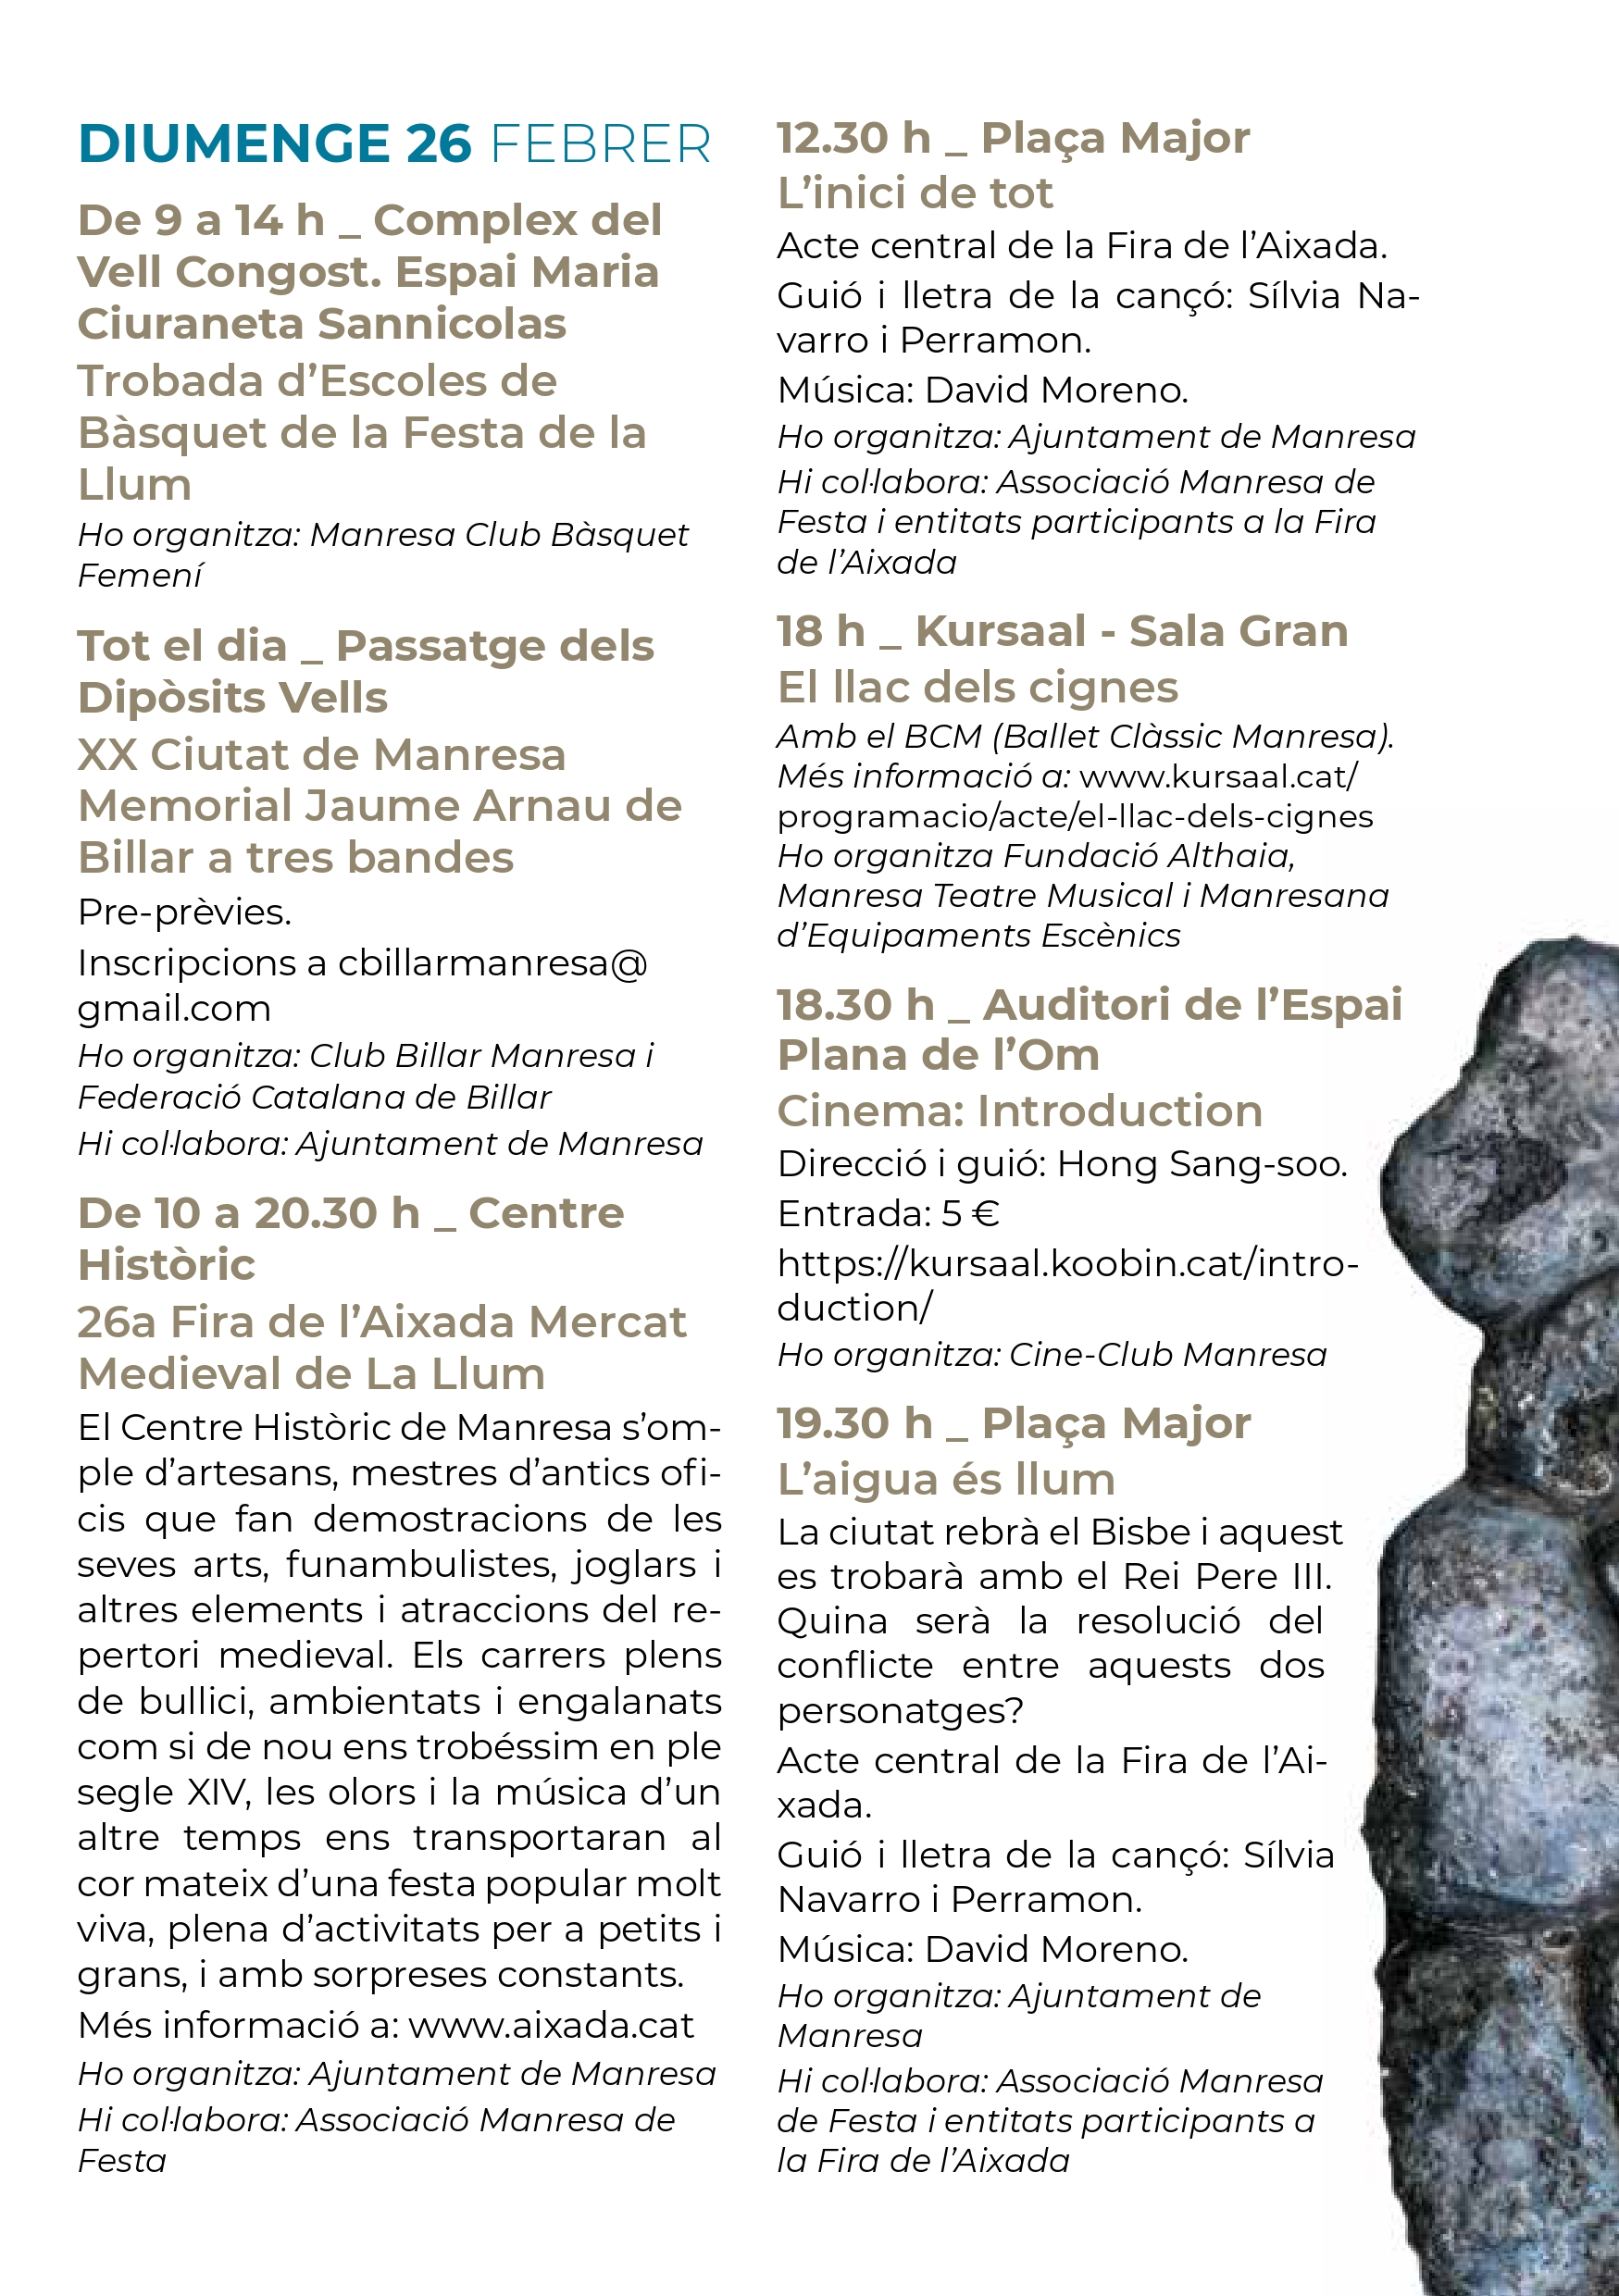 DIUMENGE 26 FEBRER
De 9 a 14 h _ Complex del
Vell Congost. Espai Maria
Ciuraneta Sannicolas
Trobada d’Escoles de
Bàsquet de la Festa de la
Llum
Ho organitza: Manresa Club Bàsquet
Femení
Tot el dia _ Passatge dels
Dipòsits Vells
XX Ciutat de Manresa
Memorial Jaume Arnau de
Billar a tres bandes
Pre-prèvies.
Inscripcions a cbillarmanresa@
gmail.com
Ho organitza: Club Billar Manresa i
Federació Catalana de Billar
Hi col·labora: Ajuntament de Manresa
De 10 a 20.30 h _ Centre
Històric
26a Fira de l’Aixada Mercat
Medieval de La Llum
El Centre Històric de Manresa s’om-
ple d’artesans, mestres d’antics ofi-
cis que fan demostracions de les
seves arts, funambulistes, joglars i
altres elements i atraccions del re-
pertori medieval. Els carrers plens
de bullici, ambientats i engalanats
com si de nou ens trobéssim en ple
segle XIV, les olors i la música d’un
altre temps ens transportaran al
cor mateix d’una festa popular molt
viva, plena d’activitats per a petits i
grans, i amb sorpreses constants.
Més informació a: www.aixada.cat
Ho organitza: Ajuntament de Manresa
Hi col·labora: Associació Manresa de
Festa
12.30 h _ Plaça Major
L’inici de tot
Acte central de la Fira de l’Aixada.
Guió i lletra de la cançó: Sílvia Na-
varro i Perramon.
Música: David Moreno.
Ho organitza: Ajuntament de Manresa
Hi col·labora: Associació Manresa de
Festa i entitats participants a la Fira
de l’Aixada
18 h _ Kursaal - Sala Gran
El llac dels cignes
Amb el BCM (Ballet Clàssic Manresa).
Més informació a: www.kursaal.cat/
programacio/acte/el-llac-dels-cignes
Ho organitza Fundació Althaia,
Manresa Teatre Musical i Manresana
d’Equipaments Escènics
18.30 h _ Auditori de l’Espai
Plana de l’Om
Cinema: Introduction
Direcció i guió: Hong Sang-soo.
Entrada: 5 €
https://kursaal.koobin.cat/intro-
duction/
Ho organitza: Cine-Club Manresa
19.30 h _ Plaça Major
L’aigua és llum
La ciutat rebrà el Bisbe i aquest
es trobarà amb el Rei Pere III.
Quina serà la resolució del
conflicte entre aquests dos
personatges?
Acte central de la Fira de l’Ai-
xada.
Guió i lletra de la cançó: Sílvia
Navarro i Perramon.
Música: David Moreno.
Ho organitza: Ajuntament de
Manresa
Hi col·labora: Associació Manresa
de Festa i entitats participants a
la Fira de l’Aixada